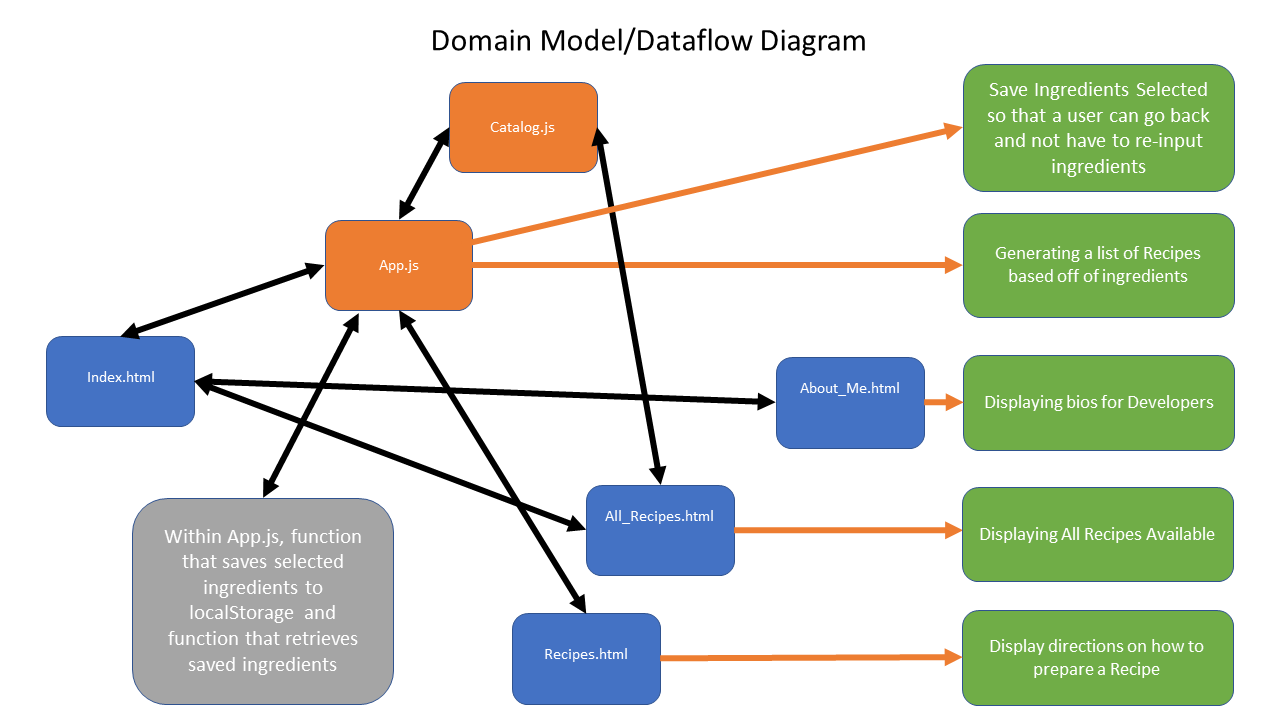 Domain Model/Dataflow Diagram
Catalog.js
Save Ingredients Selected
so that a user can go back
and not have to re-input
ingredients
App.js
Generating a list of Recipes
based off of ingredients
Index.html
About_Me.html
Displaying bios for Developers
All_Recipes.html
Displaying All Recipes Available
Within App.js, function
that saves selected
ingredients to
localStorage and
function that retrieves
saved ingredients
Recipes.html
Display directions on how to
prepare a Recipe